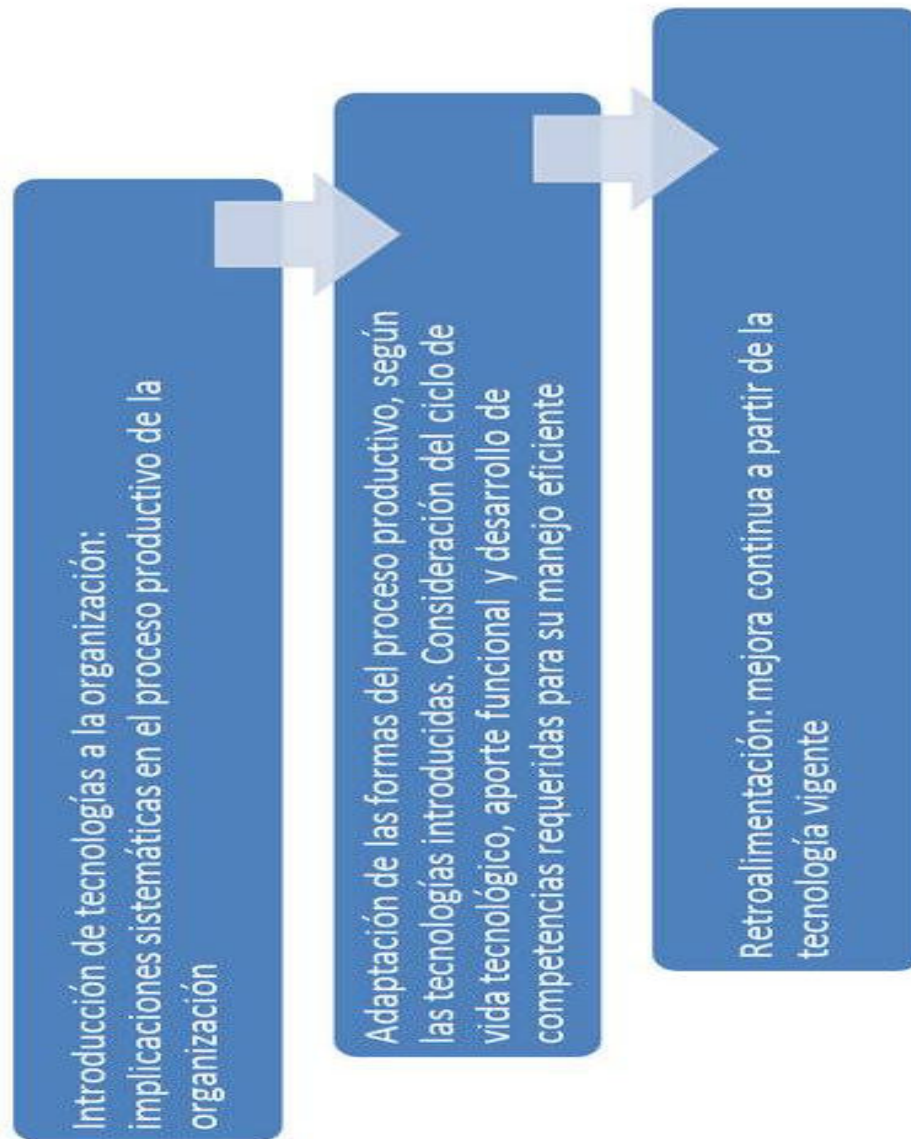 Introducción de tecnologías a la organización:
implicaciones sistemáticas en el proceso productivo de la
organización
Adaptación de las formas del proceso productivo, según
las tecnologías introducidas. Consideración del ciclo de
vida tecnológico, aporte funcional y desarrollo de
competencias requeridas para su manejo eficiente
Retroalimentación: mejora continua a partir de la
tecnología vigente